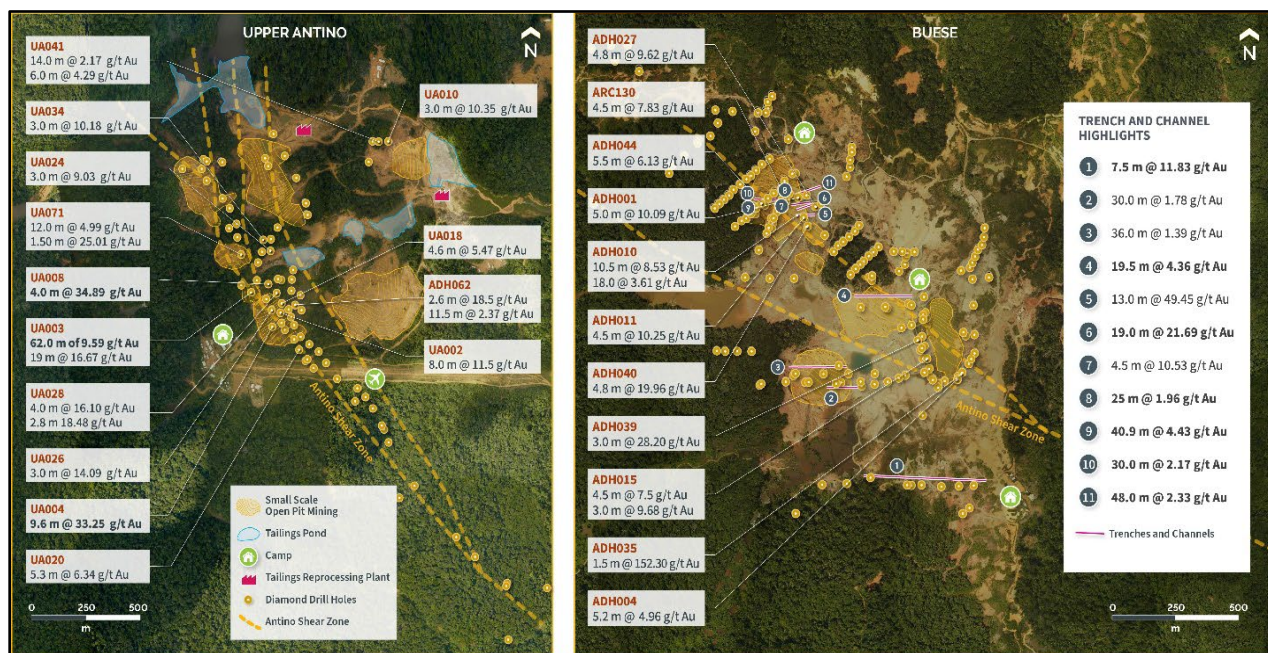 UPPER ANTINO
N
UA041
14.0 m @ 2.17 g/t Au
6.0 m @ 4.29 g/t Au
UA034
3.0 m @ 10.18 g/t Au
UA024
3.0 m @ 9.03 g/t Au
UA071
12.0 m @ 4.99 g/t Au
1.50 m @ 25.01 g/t Au
UA008
4.0 m @ 34.89 g/t Au
UA003
62.0 m of 9.59 g/t Au
19 m @ 16.67 g/t Au
UA028
4.0 m @ 16.10 g/t Au
2.8 m 18.48 g/t Au
UA026
3.0 m @ 14.09 g/t Au
UA004
9.6 m @ 33.25 g/t Au
UA020
5.3 m @ 6.34 g/t Au
UA010
3.0 m @ 10.35 g/t Au
UA018
4.6 m @ 5.47 g/t Au
ADH062
2.6 m @ 18.5 g/t Au
11.5 m @ 2.37 g/t Au
UA002
8.0 m @ 11.5 g/t Au
Antino Shear Zone
Small Scale
Open Pit Mining
Tailings Pond
Camp
Tailings Reprocessing Plant
Diamond Drill Holes
Antino Shear Zone
0 250 500
m
BUESE
N
ADH027
4.8 m @ 9.62 g/t Au
ARC130
4.5 m @ 7.83 g/t Au
ADH044
5.5 m @ 6.13 g/t Au
ADH001
5.0 m @ 10.09 g/t Au
ADH010
10.5 m @ 8.53 g/t Au
18.0 m @ 3.61 g/t Au
ADH011
4.5 m @ 10.25 g/t Au
ADH040
4.8 m @ 19.96 g/t Au
ADH039
3.0 m @ 28.20 g/t Au
ADH015
4.5 m @ 7.5 g/t Au
3.0 m @ 9.68 g/t Au
ADH035
1.5 m @ 152.30 g/t Au
ADH004
5.2 m @ 4.96 g/t Au
10
8
11
9
7
6
5
4
3
2
1
Antino Shear Zone
0 250 500
m
TRENCH AND CHANNEL
HIGHLIGHTS
1 7.5 m @ 11.83 g/t Au
2 30.0 m @ 1.78 g/t Au
3 36.0 m @ 1.39 g/t Au
4 19.5 m @ 4.36 g/t Au
5 13.0 m @ 49.45 g/t Au
6 19.0 m @ 21.69 g/t Au
7 4.5 m @ 10.53 g/t Au
8 25 m @ 1.96 g/t Au
9 40.9 m @ 4.43 g/t Au
10 30.0 m @ 2.17 g/t Au
11 48.0 m @ 2.33 g/t Au
Trenches and Channels